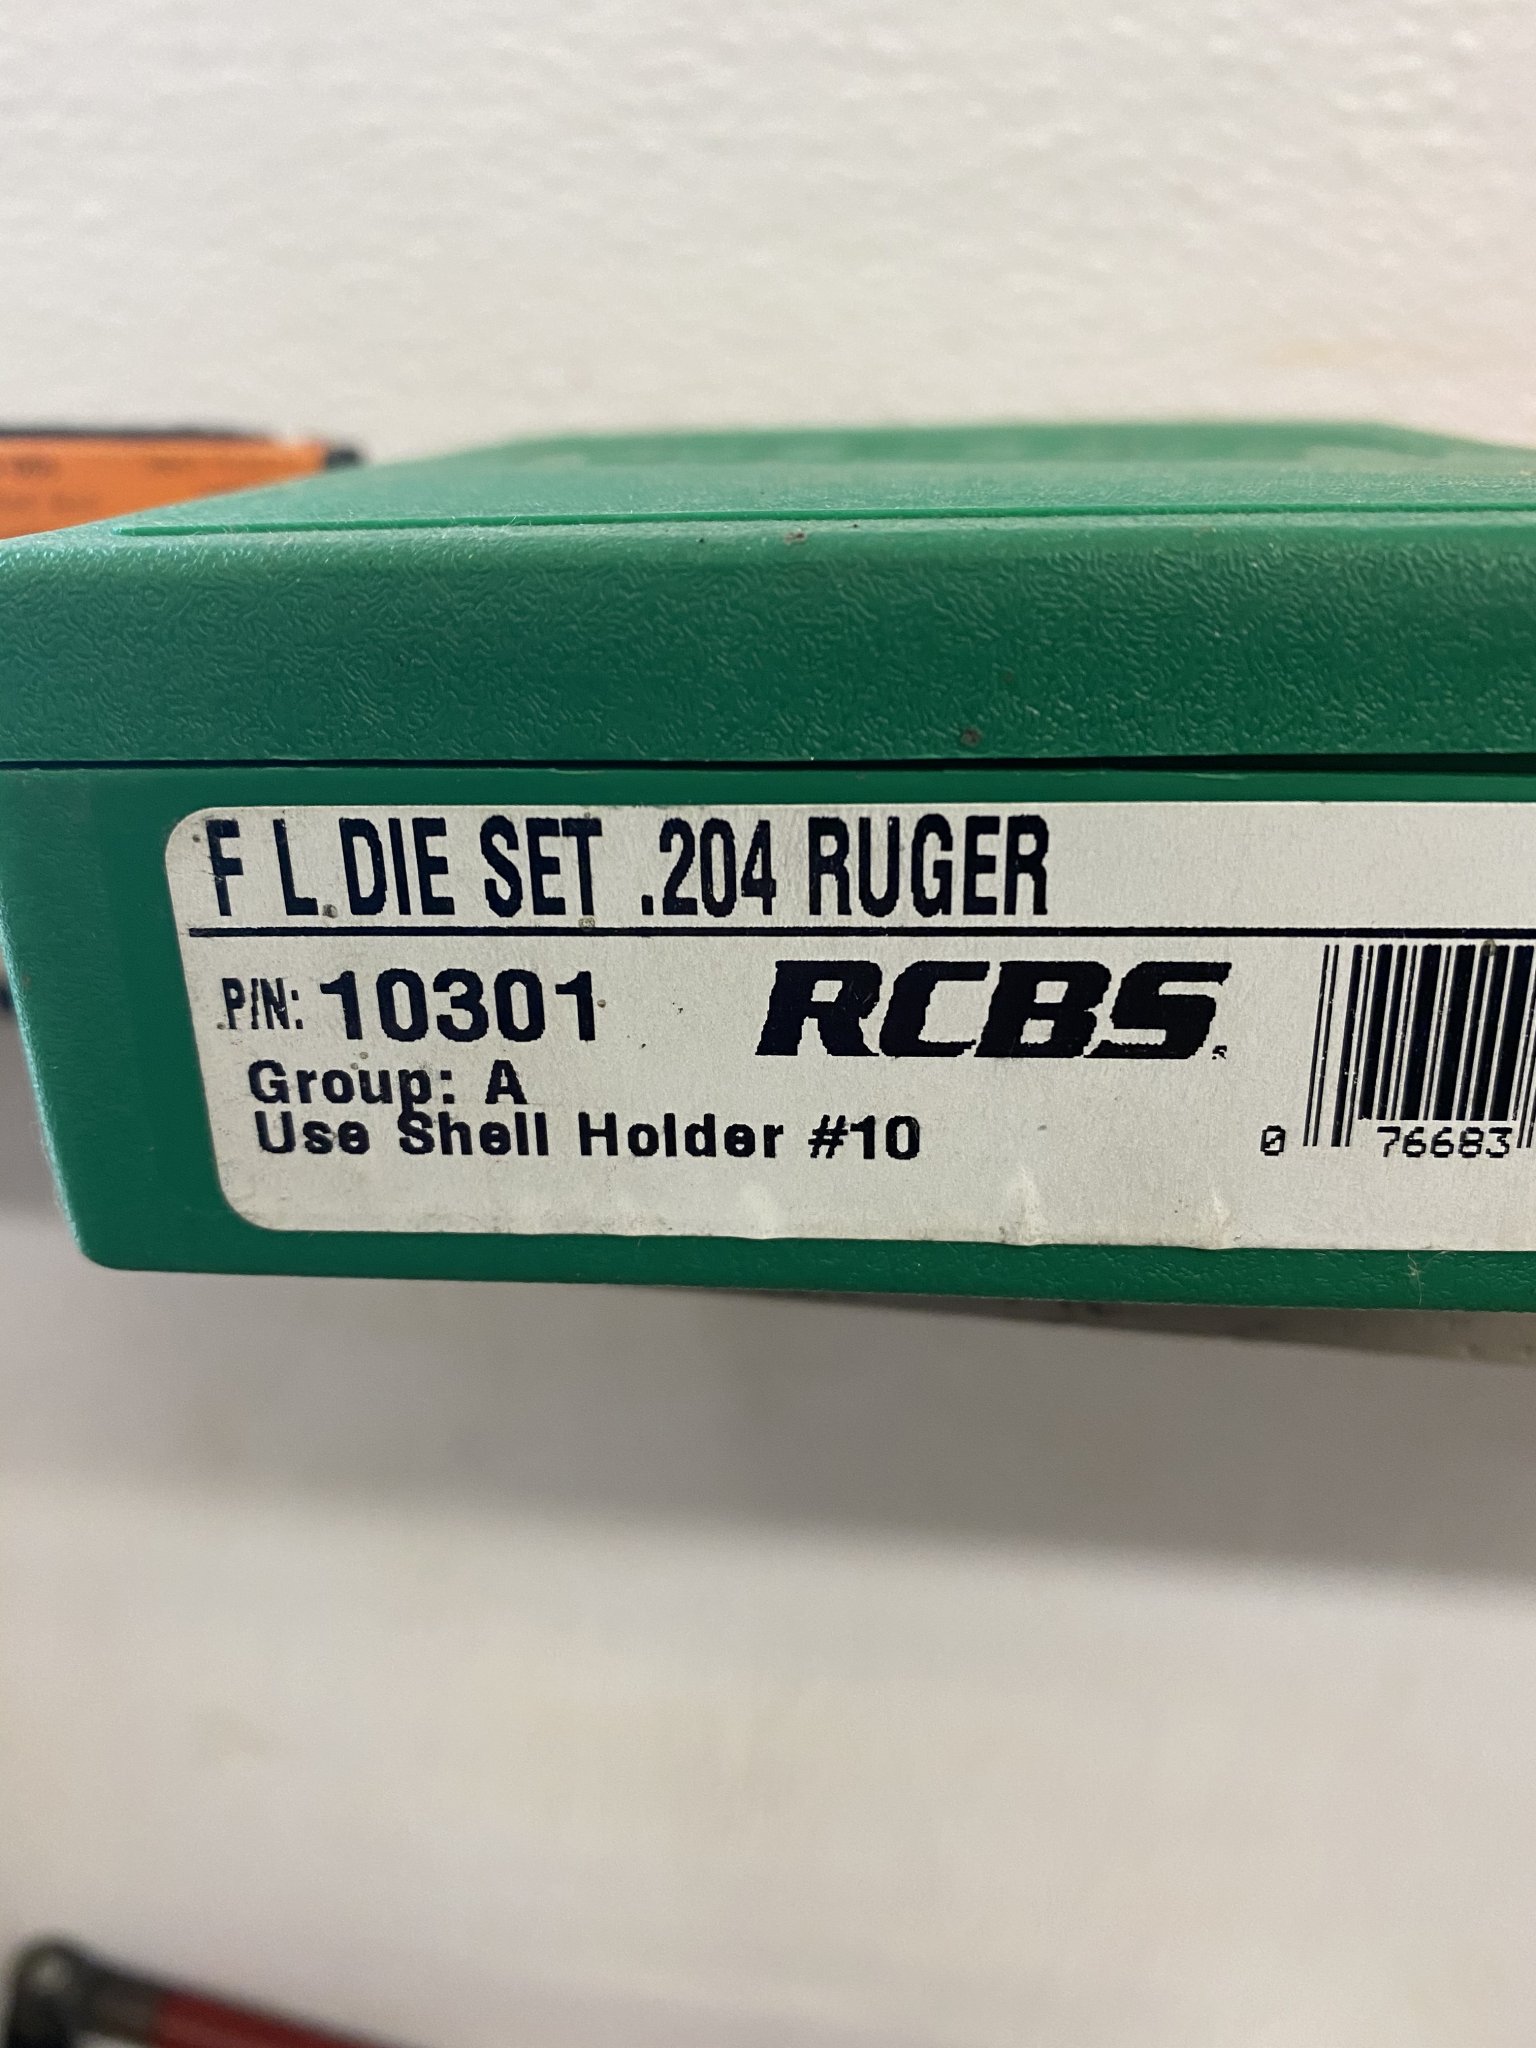 F L DIE SET .204 RUGER
P/N: 10301
RCBS
Group: A
Use Shell Holder #10
0 76683